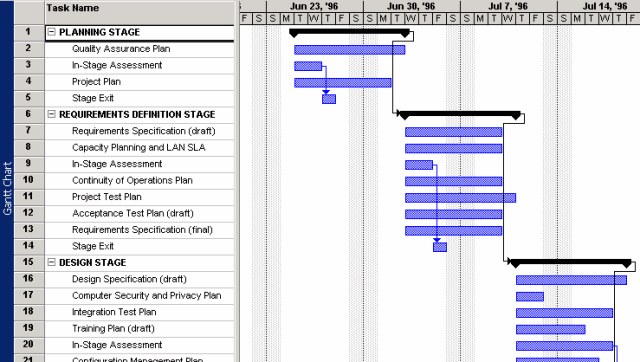 Task Name
Jun 23, '96 Jun 30, '96 Jul 7, '96 Jul 14, '96
F S S M T W T F S S M T W T F S S M T W T F S S M T W T F
1 PLANNING STAGE
2 Quality Assurance Plan
3 In-Stage Assessment
4 Project Plan
5 Stage Exit
6 REQUIREMENTS DEFINITION STAGE
7 Requirements Specification (draft)
8 Capacity Planning and LAN SLA
9 In-Stage Assessment
10 Continuity of Operations Plan
11 Project Test Plan
12 Acceptance Test Plan (draft)
13 Requirements Specification (final)
14 Stage Exit
15 DESIGN STAGE
16 Design Specification (draft)
17 Computer Security and Privacy Plan
18 Integration Test Plan
19 Training Plan (draft)
20 In-Stage Assessment
21 Configuration Management Plan
Gantt Chart